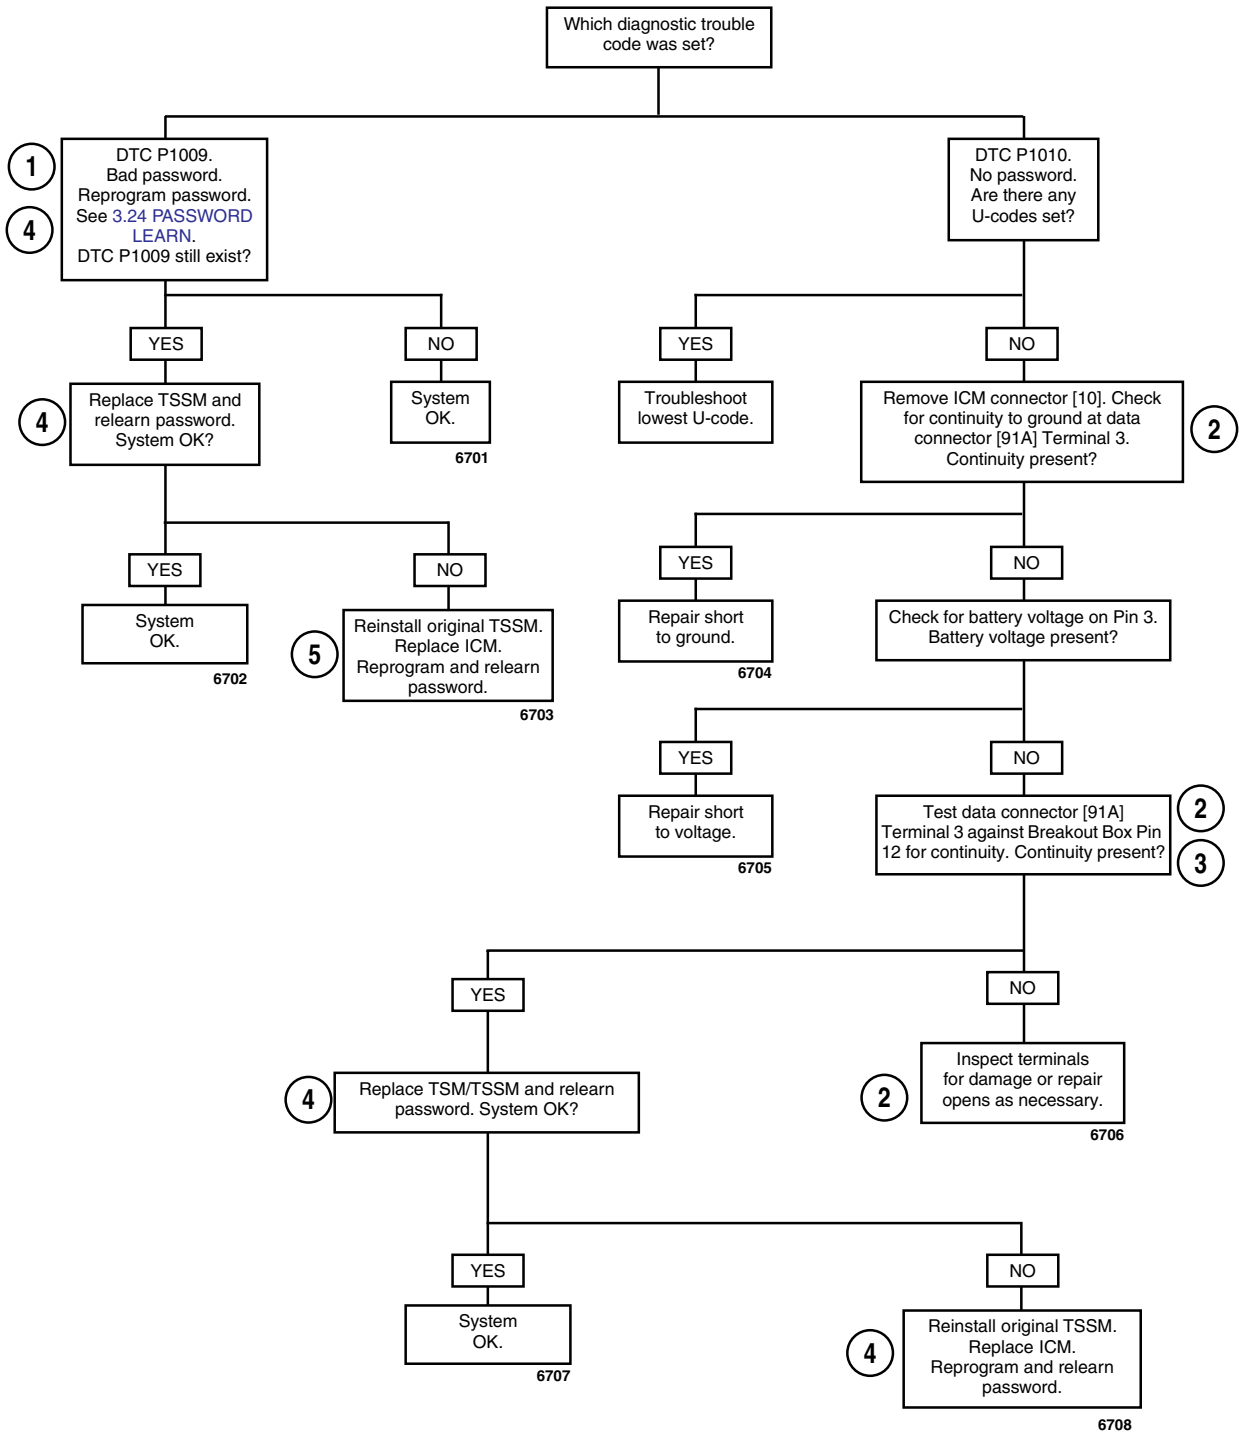 Which diagnostic trouble
code was set?
1
DTC P1009.
Bad password.
Reprogram password.
See 3.24 PASSWORD
LEARN.
DTC P1009 still exist?
4
DTC P1010.
No password.
Are there any
U-codes set?
YES
NO
YES
NO
4
Replace TSSM and
relearn password.
System OK?
System
OK.
6701
Troubleshoot
lowest U-code.
Remove ICM connector [10]. Check
for continuity to ground at data
connector [91A] Terminal 3.
Continuity present?
2
YES
NO
YES
NO
System
OK.
6702
5
Reinstall original TSSM.
Replace ICM.
Reprogram and relearn
password.
6703
Repair short
to ground.
6704
Check for battery voltage on Pin 3.
Battery voltage present?
YES
NO
Repair short
to voltage.
6705
Test data connector [91A]
Terminal 3 against Breakout Box Pin
12 for continuity. Continuity present?
2
3
YES
NO
4
Replace TSM/TSSM and relearn
password. System OK?
2
Inspect terminals
for damage or repair
opens as necessary.
6706
YES
NO
System
OK.
6707
4
Reinstall original TSSM.
Replace ICM.
Reprogram and relearn
password.
6708